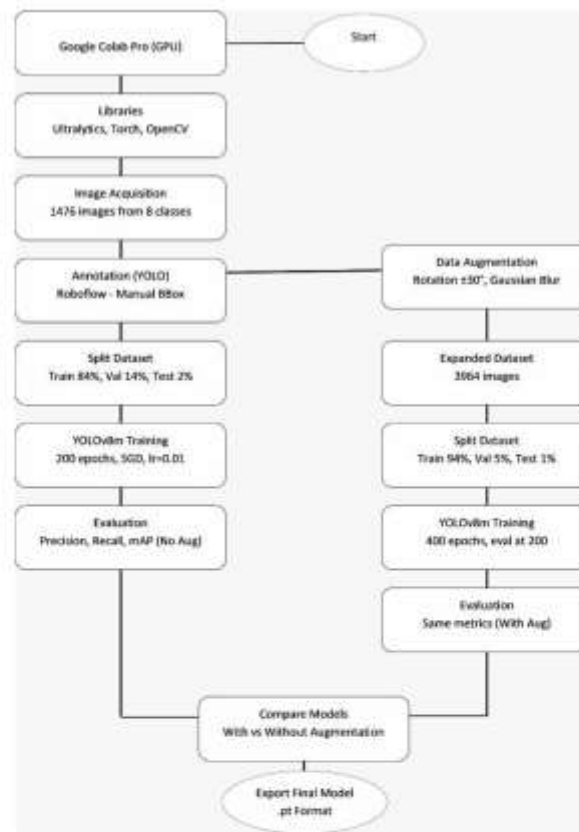 Start
Google Colab Pro (GPU)
Libraries
Ultralytics, Torch, OpenCV
Image Acquisition
1476 images from 8 classes
Annotation (YOLO)
Roboflow - Manual BBox
Split Dataset
Train 84%, Val 14%, Test 2%
YOLOv8m Training
200 epochs, SGD, lr=0.01
Evaluation
Precision, Recall, mAP (No Aug)
Data Augmentation
Rotation ±30°, Gaussian Blur
Expanded Dataset
3964 images
Split Dataset
Train 94%, Val 5%, Test 1%
YOLOv8m Training
400 epochs, eval at 200
Evaluation
Same metrics (With Aug)
Compare Models
With vs Without Augmentation
Export Final Model
.pt Format